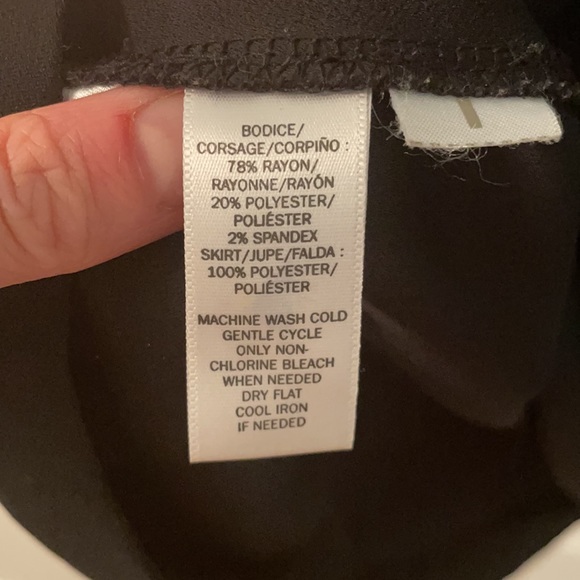 BODICE/
CORSAGE/CORPIÑO :
78% RAYON/
RAYONNE/RAYÓN
20% POLYESTER/
POLIÉSTER
2% SPANDEX
SKIRT/JUPE/FALDA :
100% POLYESTER/
POLIÉSTER
MACHINE WASH COLD
GENTLE CYCLE
ONLY NON-
CHLORINE BLEACH
WHEN NEEDED
DRY FLAT
COOL IRON
IF NEEDED